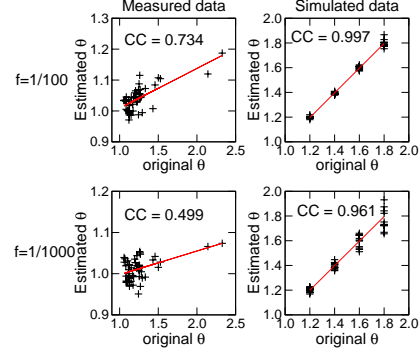 Measured data
Simulated data
f=1/100
Estimated θ
1.3
1.2
1.1
1.0
0.9
CC = 0.734
1.0 1.5 2.0 2.5
original θ
Estimated θ
2.0
1.8
1.6
1.4
1.2
1.0
CC = 0.997
1.0 1.2 1.4 1.6 1.8 2.0
original θ
f=1/1000
Estimated θ
1.2
1.1
1.0
0.9
CC = 0.499
1.0 1.5 2.0 2.5
original θ
Estimated θ
2.0
1.8
1.6
1.4
1.2
1.0
CC = 0.961
1.0 1.2 1.4 1.6 1.8 2.0
original θ